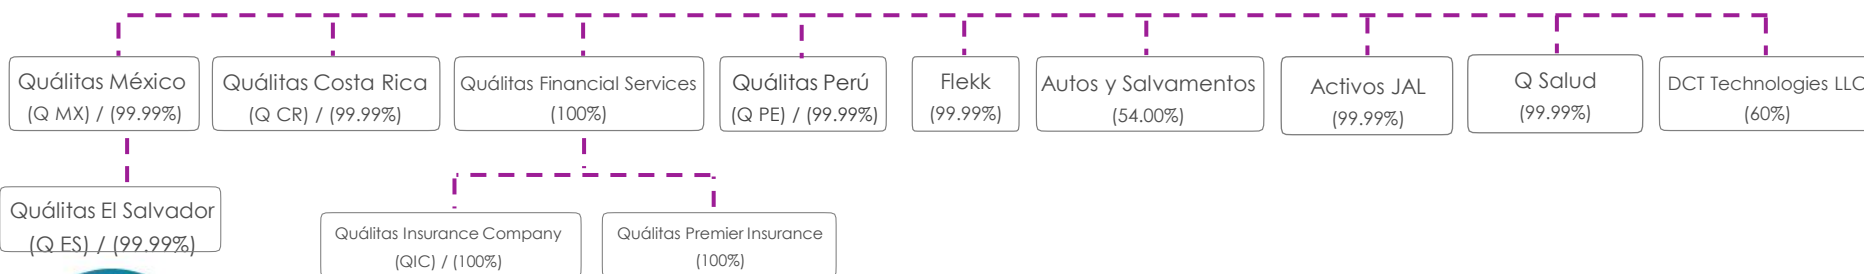 Quálitas México
(Q MX) / (99.99%)
Quálitas Costa Rica
(Q CR) / (99.99%)
Quálitas Financial Services
(100%)
Quálitas Perú
(Q PE) / (99.99%)
Flekk
(99.99%)
Autos y Salvamentos
(54.00%)
Activos JAL
(99.99%)
Q Salud
(99.99%)
DCT Technologies LLC
(60%)
Quálitas El Salvador
(Q ES) / (99.99%)
Quálitas Insurance Company
(QIC) / (100%)
Quálitas Premier Insurance
(100%)